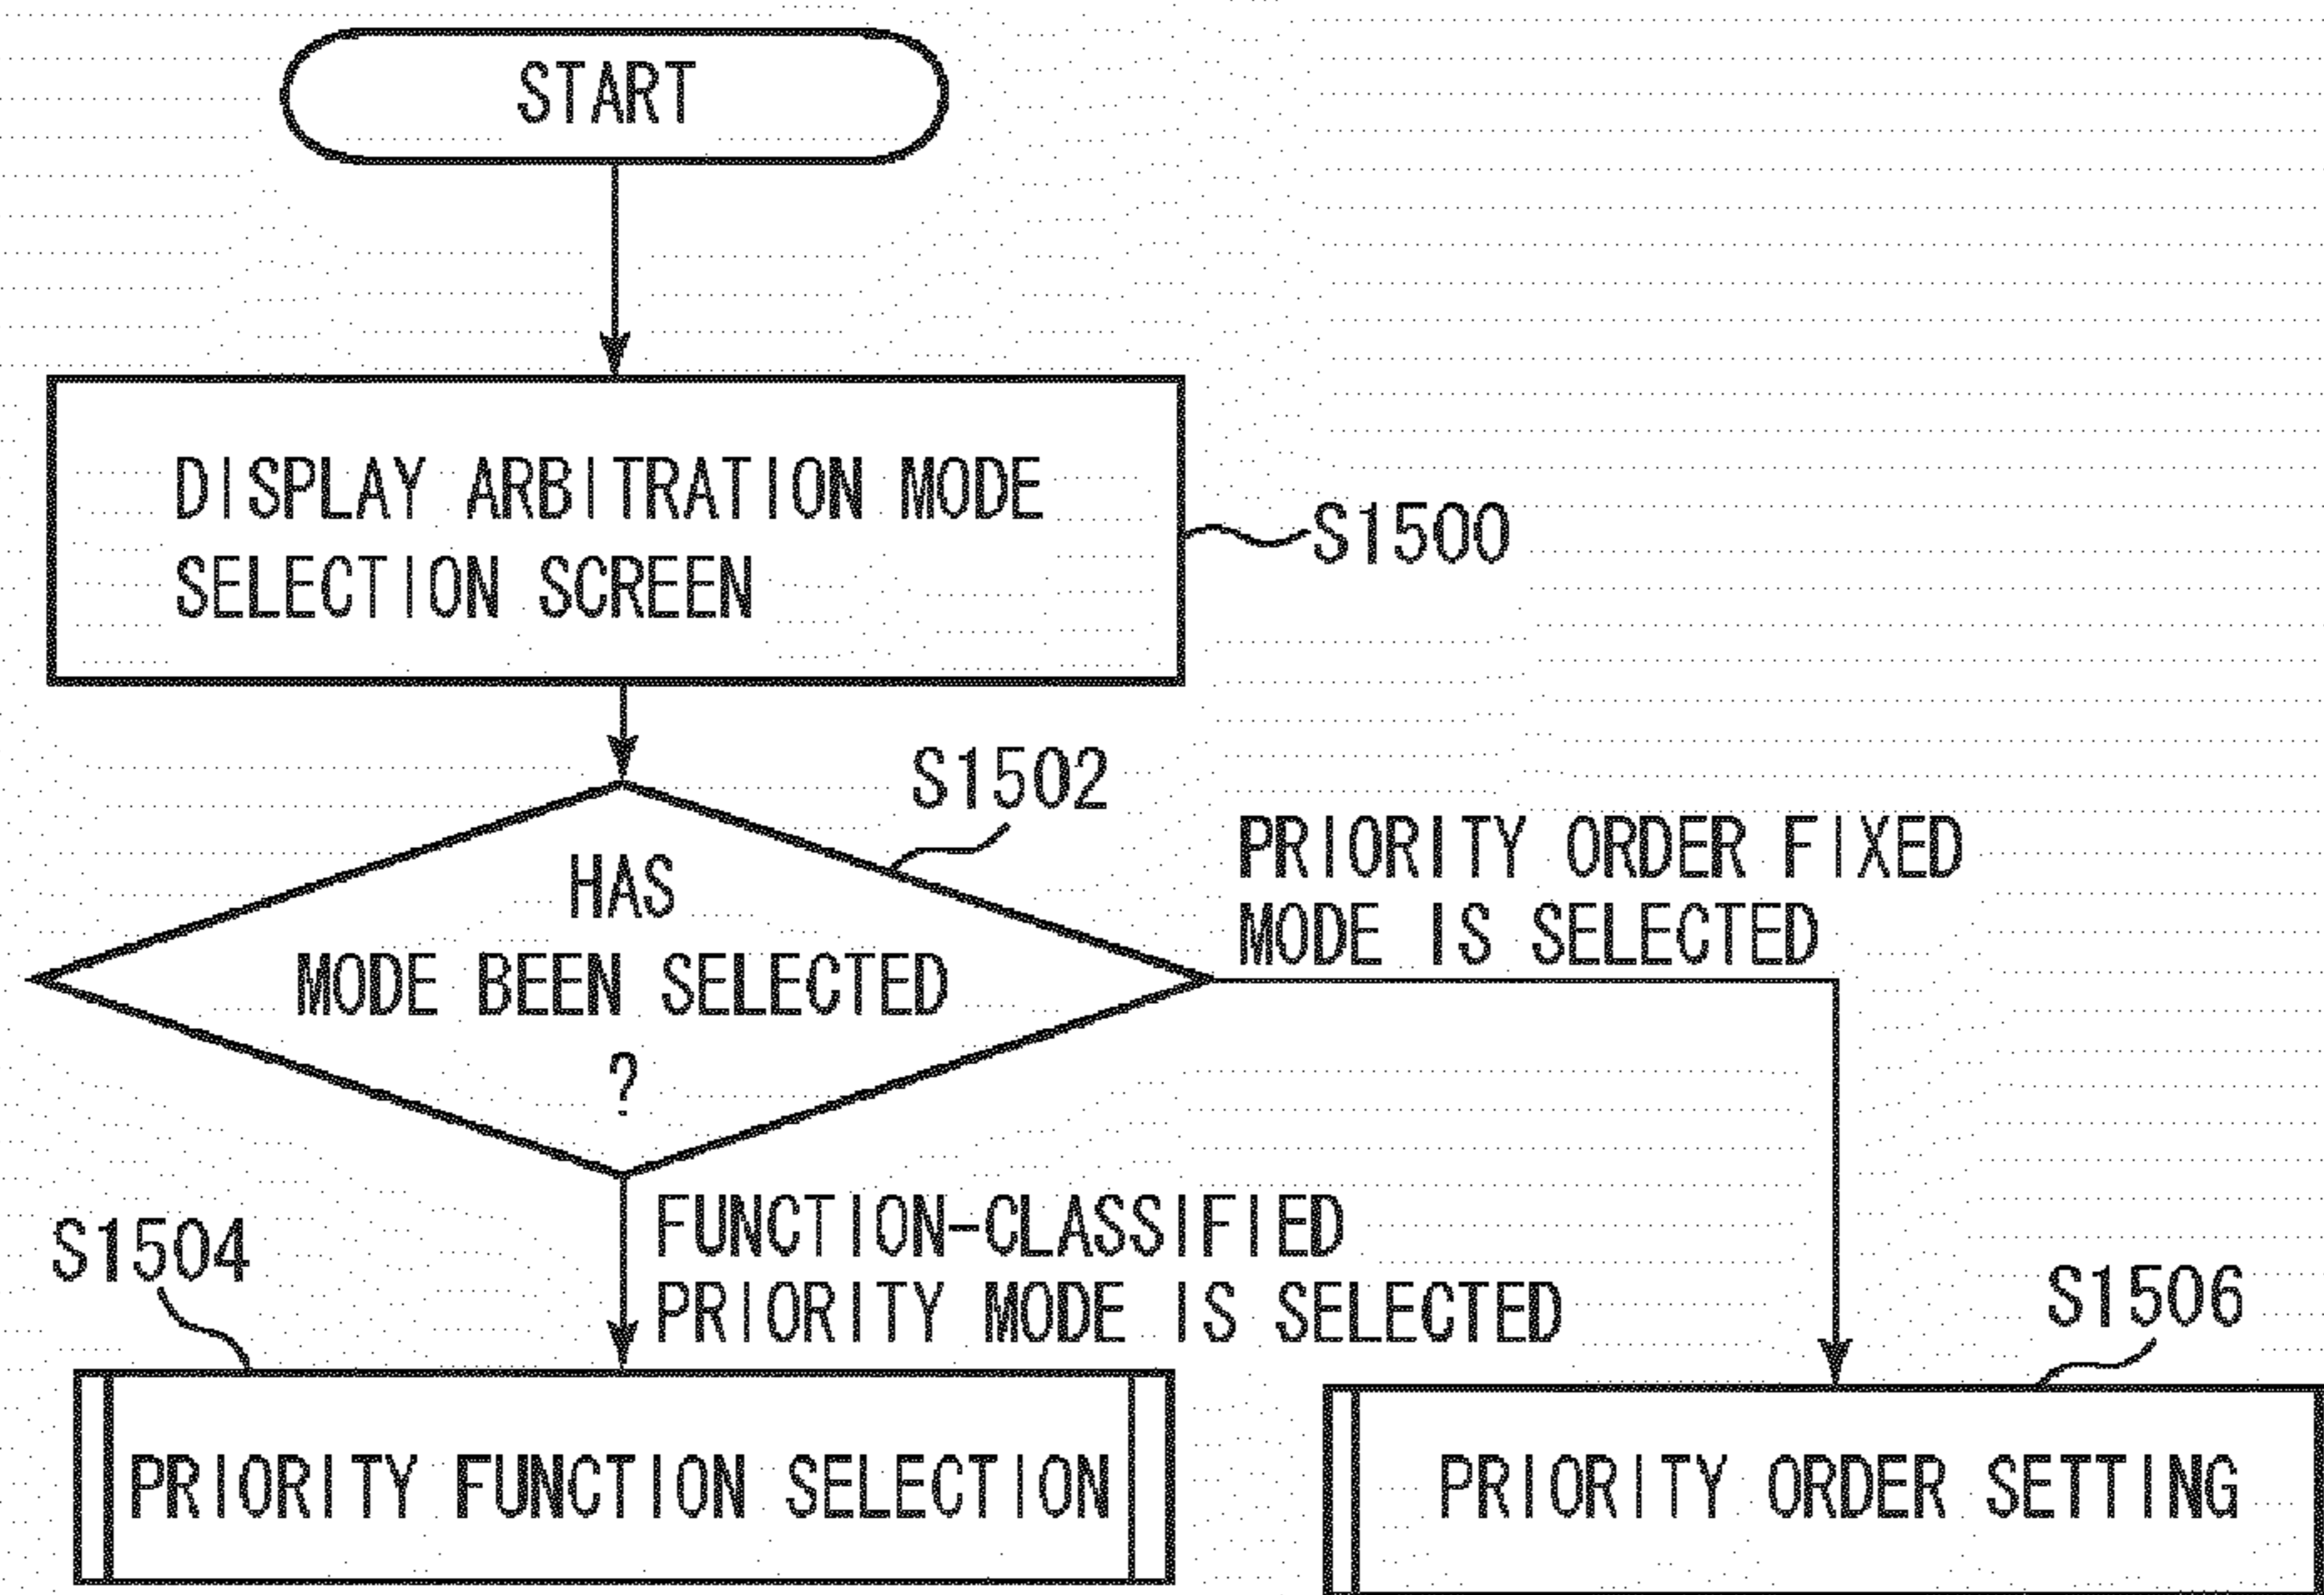 START
DISPLAY ARBITRATION MODE
SELECTION SCREEN
S1500
S1502
HAS
MODE BEEN SELECTED
?
PRIORITY ORDER FIXED
MODE IS SELECTED
FUNCTION-CLASSIFIED
PRIORITY MODE IS SELECTED
S1504
PRIORITY FUNCTION SELECTION
S1506
PRIORITY ORDER SETTING